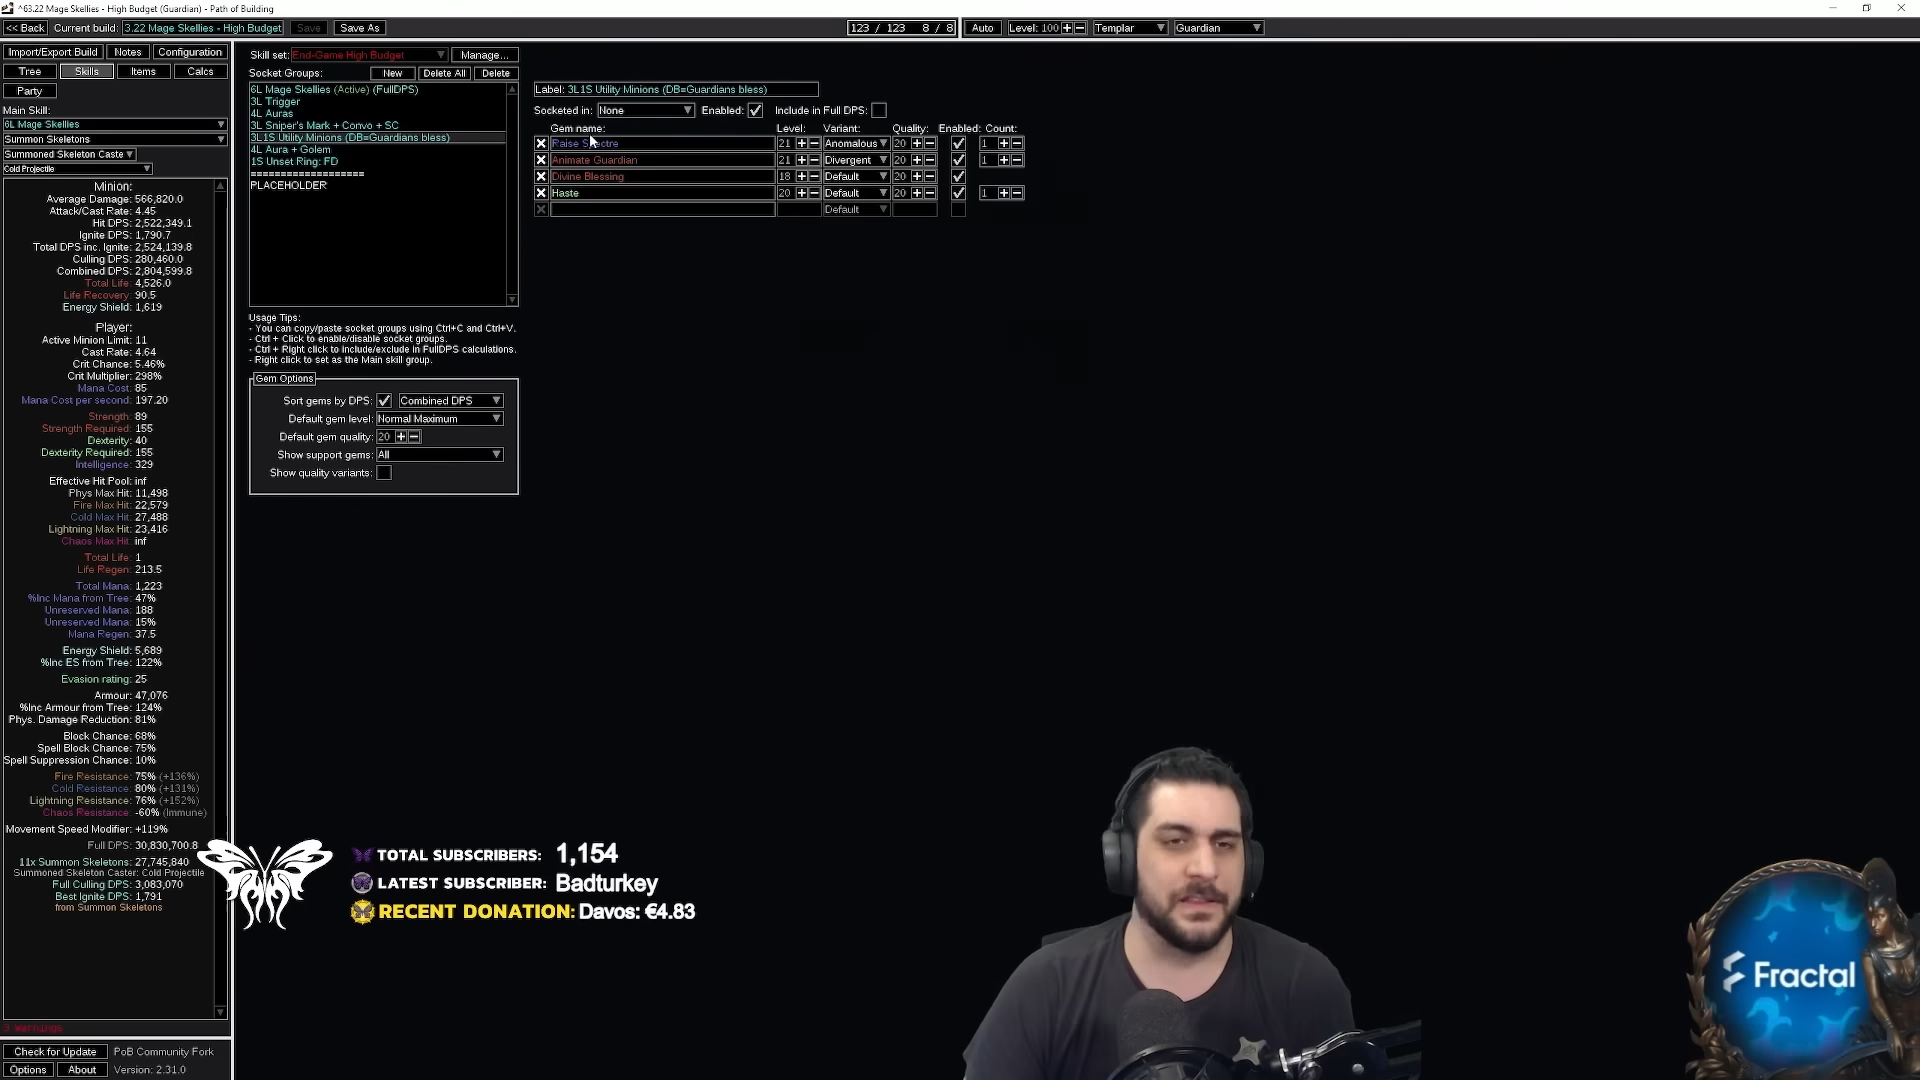 ^63.22 Mage Skellies - High Budget (Guardian) - Path of Building
<< Back Current build: 3.22 Mage Skellies - High Budget Save Save As 123 / 123 8 / 8 Auto Level: 100 Templar Guardian
Import/Export Build Notes Configuration
Tree Skills Items Calcs
Party
Main Skill:
6L Mage Skellies
Summon Skeletons
Summoned Skeleton Caste
Cold Projectile
Minion:
Average Damage: 566,820.0
Attack/Cast Rate: 4.45
Hit DPS: 2,522,349.1
Ignite DPS: 1,790.7
Total DPS inc. Ignite: 2,524,139.8
Culling DPS: 280,460.0
Combined DPS: 2,804,599.8
Total Life: 4,526.0
Life Recovery: 90.5
Energy Shield: 1,619
Player:
Active Minion Limit: 11
Cast Rate: 4.64
Crit Chance: 5.46%
Crit Multiplier: 298%
Mana Cost: 85
Mana Cost per second: 197.20
Strength: 89
Strength Required: 155
Dexterity: 40
Dexterity Required: 155
Intelligence: 329
Effective Hit Pool: inf
Phys Max Hit: 11,498
Fire Max Hit: 22,579
Cold Max Hit: 27,488
Lightning Max Hit: 23,416
Chaos Max Hit: inf
Total Life: 1
Life Regen: 213.5
Total Mana: 1,223
%Inc Mana from Tree: 47%
Unreserved Mana: 188
Unreserved Mana: 15%
Mana Regen: 37.5
Energy Shield: 5,689
%Inc ES from Tree: 122%
Evasion rating: 25
Armour: 47,076
%Inc Armour from Tree: 124%
Phys. Damage Reduction: 81%
Block Chance: 68%
Spell Block Chance: 75%
Spell Suppression Chance: 10%
Fire Resistance: 75% (+136%)
Cold Resistance: 80% (+131%)
Lightning Resistance: 76% (+152%)
Chaos Resistance: -60% (Immune)
Movement Speed Modifier: +119%
Full DPS: 30,830,700.8
11x Summon Skeletons: 27,745,840
Summoned Skeleton Caster: Cold Projectile
Full Culling DPS: 3,083,070
Best Ignite DPS: 1,791
from Summon Skeletons
3 Warnings
Check for Update PoB Community Fork
Options About Version: 2.31.0
Skill set: End-Game High Budget Manage...
Socket Groups: New Delete All Delete
6L Mage Skellies (Active) (FullDPS)
3L Trigger
4L Auras
3L Sniper's Mark + Convo + SC
3L1S Utility Minions (DB=Guardians bless)
4L Aura + Golem
1S Unset Ring: FD
===================
PLACEHOLDER
Usage Tips:
- You can copy/paste socket groups using Ctrl+C and Ctrl+V.
- Ctrl + Click to enable/disable socket groups.
- Ctrl + Right click to include/exclude in FullDPS calculations.
- Right click to set as the Main skill group.
Gem Options
Sort gems by DPS: Combined DPS
Default gem level: Normal Maximum
Default gem quality: 20
Show support gems: All
Show quality variants:
Label: 3L1S Utility Minions (DB=Guardians bless)
Socketed in: None Enabled: Include in Full DPS:
Gem name: Level: Variant: Quality: Enabled: Count:
Raise Spectre 21 Anomalous 20 1
Animate Guardian 21 Divergent 20 1
Divine Blessing 18 Default 20
Haste 20 Default 20 1
Default
TOTAL SUBSCRIBERS: 1,154
LATEST SUBSCRIBER: Badturkey
RECENT DONATION: Davos: €4.83
Fractal